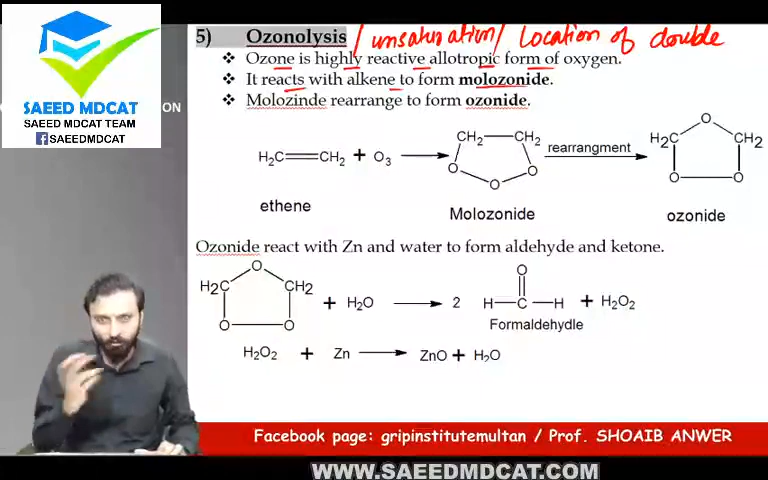 5) Ozonolysis / unsaturation / Location of double
❖ Ozone is highly reactive allotropic form of oxygen.
❖ It reacts with alkene to form molozonide.
❖ Molozinde rearrange to form ozonide.
SAEED MDCAT
SAEED MDCAT TEAM
SAEEDMDCAT
ON
H₂C=CH₂ + O₃
CH₂ CH₂
O O O
rearrangment
O
H₂C CH2
O O
ethene
Molozonide
ozonide
Ozonide react with Zn and water to form aldehyde and ketone.
O
H₂C CH2
O O
+ H₂O
2
O
H—C—H
+ H₂O₂
Formaldehydle
H₂O₂ + Zn ZnO + H₂O
Facebook page: gripinstitutemultan / Prof. SHOAIB ANWER
WWW.SAEEDMDCAT.COM